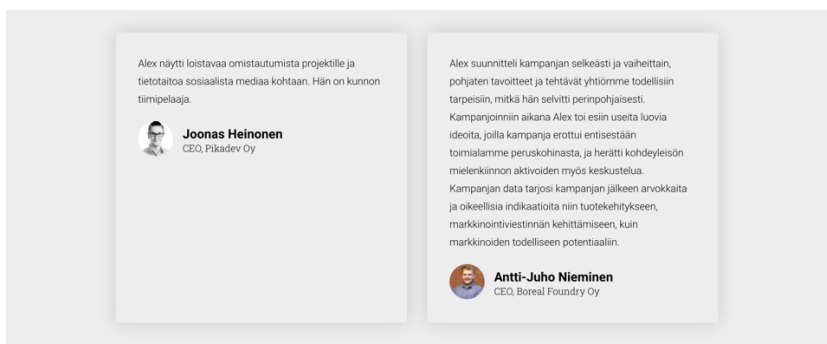 Alex näytti loistavaa omistautumista projektille ja
tietotaitoa sosiaalista mediaa kohtaan. Hän on kunnon
tiimipelaaja.
Joonas Heinonen
CEO, Pikadev Oy
Alex suunnitteli kampanjan selkeästi ja vaiheittain,
pohjaten tavoitteet ja tehtävät yhtiömme todellisiin
tarpeisiin, mitkä hän selvitti perinpohjaisesti.
Kampanjoinniin aikana Alex toi esiin useita luovia
ideoita, joilla kampanja erottui entisestään
toimialamme peruskohinasta, ja herätti kohdeyleisön
mielenkiinnon aktivoiden myös keskustelua.
Kampanjan data tarjosi kampanjan jälkeen arvokkaita
ja oikeellisia indikaatioita niin tuotekehitykseen,
markkinointiviestinnän kehittämiseen, kuin
markkinoiden todelliseen potentiaaliin.
Antti-Juho Nieminen
CEO, Boreal Foundry Oy